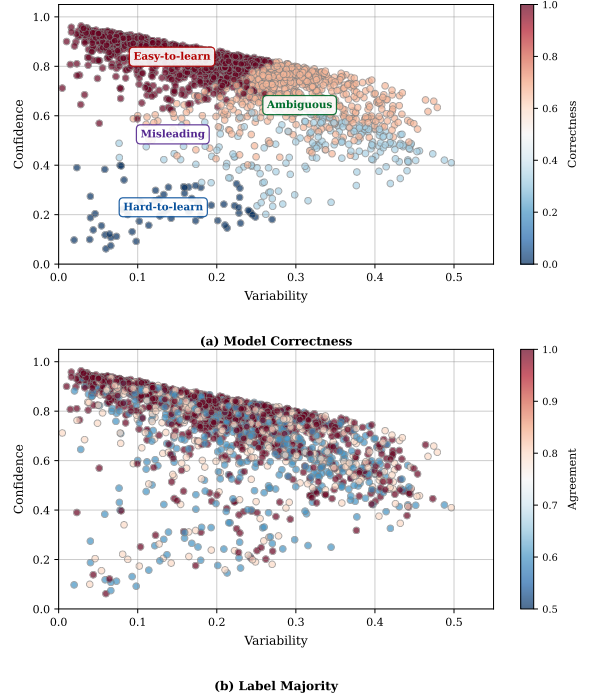 1.0
0.8
0.6
0.4
0.2
0.0
Confidence
Easy-to-learn
Ambiguous
Misleading
Hard-to-learn
0.0 0.1 0.2 0.3 0.4 0.5
Variability
1.0
0.8
0.6
0.4
0.2
0.0
Correctness
(a) Model Correctness
1.0
0.8
0.6
0.4
0.2
0.0
Confidence
0.0 0.1 0.2 0.3 0.4 0.5
Variability
1.0
0.9
0.8
0.7
0.6
0.5
Agreement
(b) Label Majority